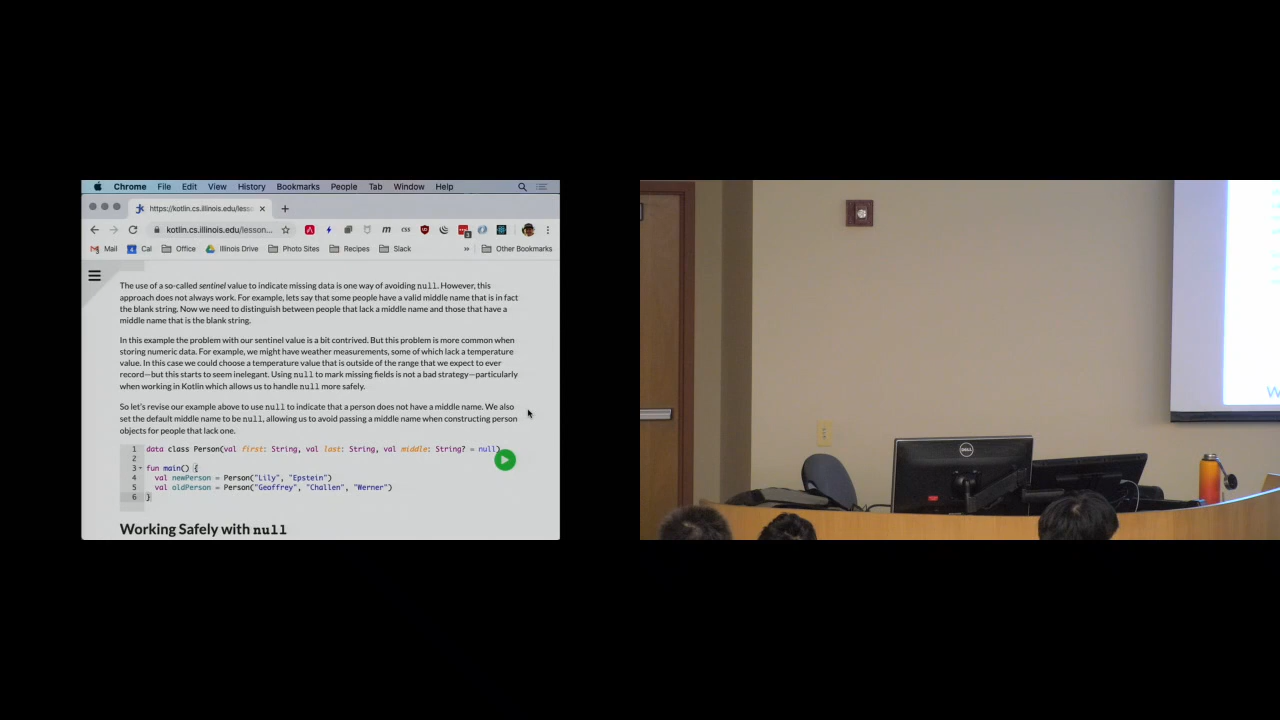 Chrome File Edit View History Bookmarks People Tab Window Help
https://kotlin.cs.illinois.edu/less
kotlin.cs.illinois.edu/lesson...
Mail Cal Office Illinois Drive Photo Sites Recipes Slack » Other Bookmarks
The use of a so-called sentinel value to indicate missing data is one way of avoiding null. However, this
approach does not always work. For example, lets say that some people have a valid middle name that is in fact
the blank string. Now we need to distinguish between people that lack a middle name and those that have a
middle name that is the blank string.
In this example the problem with our sentinel value is a bit contrived. But this problem is more common when
storing numeric data. For example, we might have weather measurements, some of which lack a temperature
value. In this case we could choose a temperature value that is outside of the range that we expect to ever
record—but this starts to seem inelegant. Using null to mark missing fields is not a bad strategy—particularly
when working in Kotlin which allows us to handle null more safely.
So let's revise our example above to use null to indicate that a person does not have a middle name. We also
set the default middle name to be null, allowing us to avoid passing a middle name when constructing person
objects for people that lack one.
1 data class Person(val first: String, val last: String, val middle: String? = null)
2
3 fun main() {
4 val newPerson = Person("Lily", "Epstein")
5 val oldPerson = Person("Geoffrey", "Challen", "Werner")
6 }
Working Safely with null
DELL
W